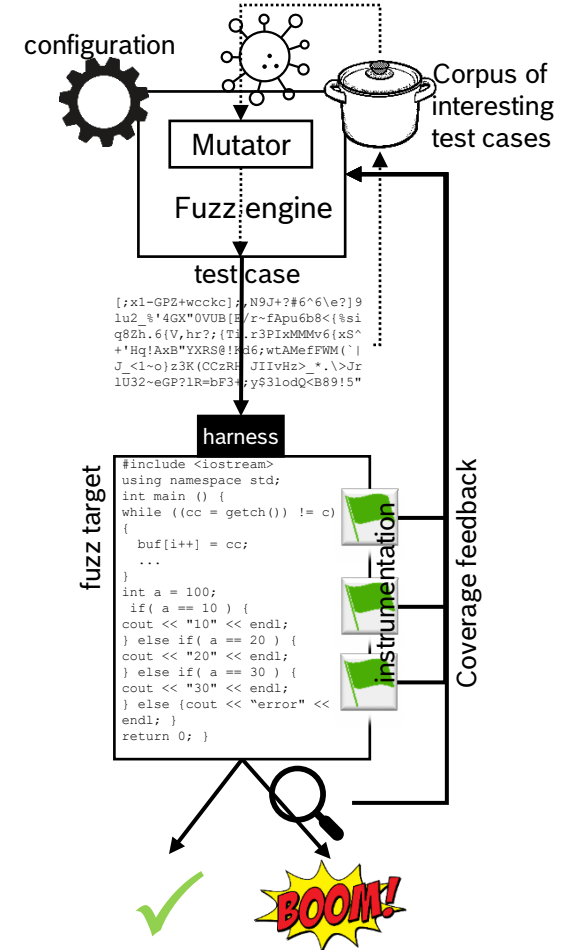 configuration
Corpus of
interesting
test cases
Mutator
Fuzz engine
test case
[;x1-GPZ+wcckc];,N9J+?#6^6\e?]9
lu2_%'4GX"0VUB[E/r~fApu6b8<{%si
q8Zh.6{V,hr?;{Ti.r3PIxMMMv6{xS^
+'Hq!AxB"YXRS@!Kd6;wtAMefFWM(`|
J_<1~o}z3K(CCzRH JIIvHz>_*.\>Jr
lU32~eGP?lR=bF3+;y$3lodQ<B89!5"
harness
fuzz target
#include <iostream>
using namespace std;
int main () {
while ((cc = getch()) != c)
{
buf[i++] = cc;
...
}
int a = 100;
if( a == 10 ) {
cout << "10" << endl;
} else if( a == 20 ) {
cout << "20" << endl;
} else if( a == 30 ) {
cout << "30" << endl;
} else {cout << “error" <<
endl; }
return 0; }
instrumentation
Coverage feedback
BOOM!